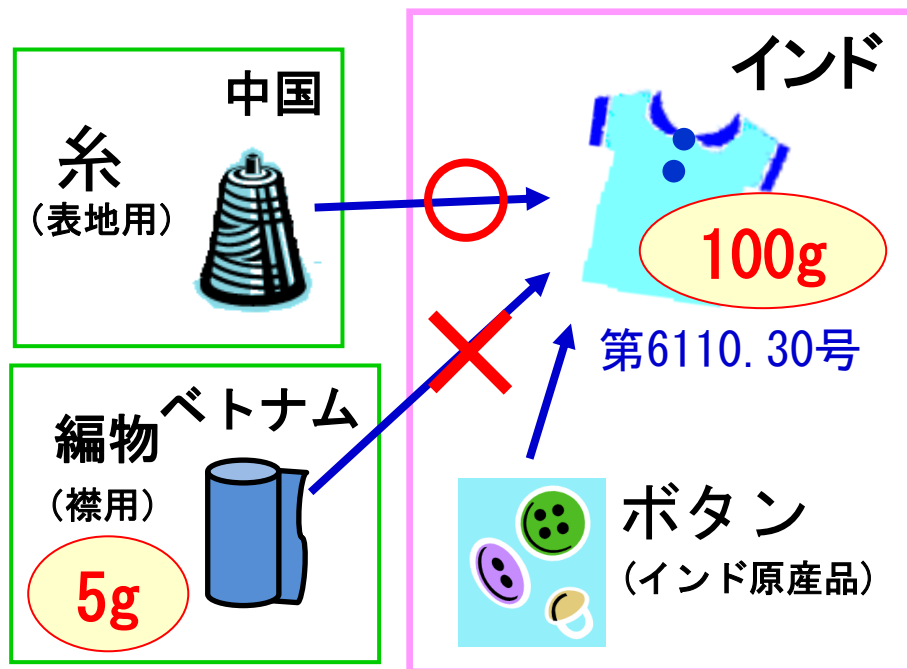 中国
糸
(表地用)
インド
100g
第6110.30号
ベトナム
編物
(襟用)
5g
ボタン
(インド原産品)